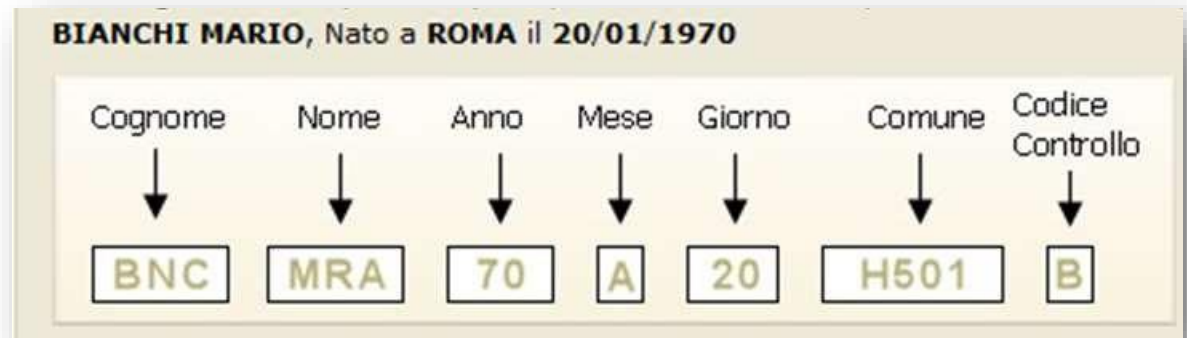 BIANCHI MARIO, Nato a ROMA il 20/01/1970
Cognome Nome Anno Mese Giorno Comune Codice Controllo
BNC MRA 70 A 20 H501 B